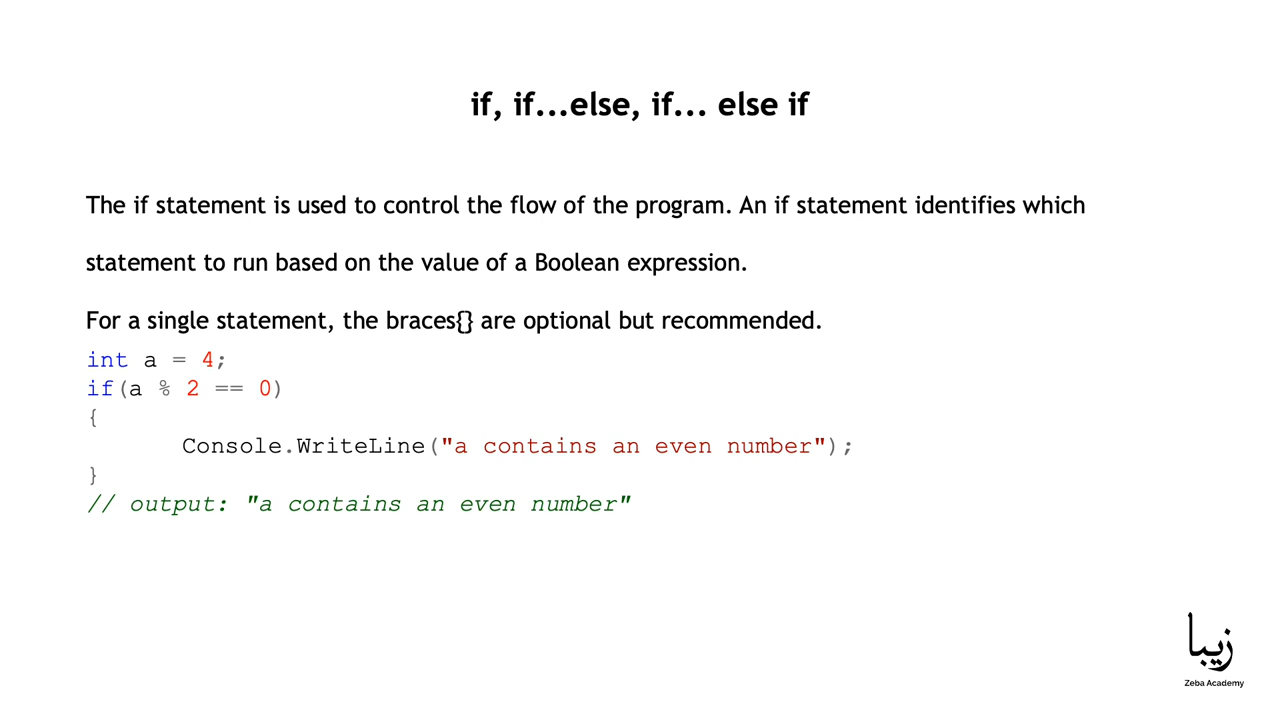 if, if...else, if... else if
The if statement is used to control the flow of the program. An if statement identifies which
statement to run based on the value of a Boolean expression.
For a single statement, the braces{} are optional but recommended.
int a = 4;
if(a % 2 == 0)
{
Console.WriteLine("a contains an even number");
}
// output: "a contains an even number"
زیبا
Zeba Academy